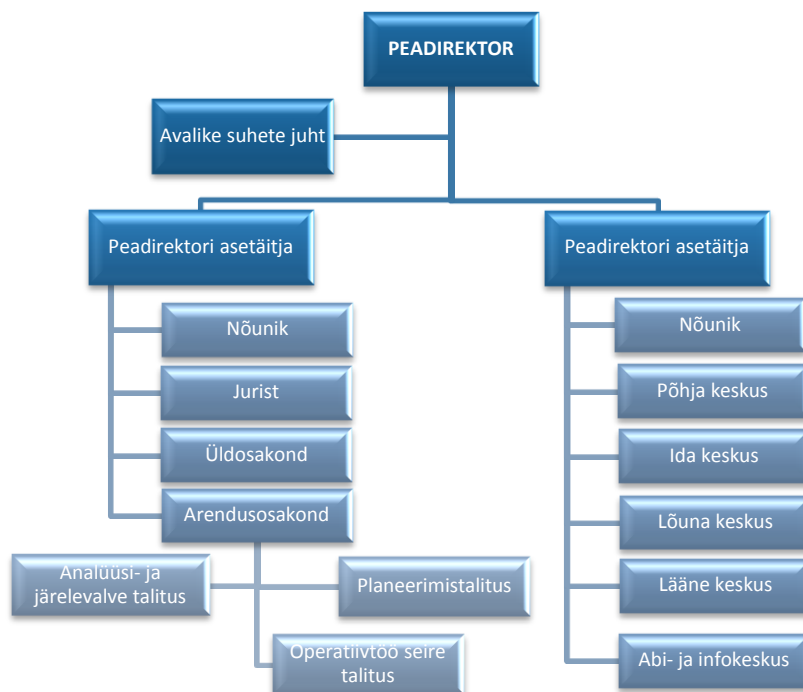 PEADIREKTOR
Avalike suhete juht
Peadirektori asetäitja
Nõunik
Jurist
Üldosakond
Arendusosakond
Analüüsi- ja
järelevalve talitus
Planeerimistalitus
Operatiivtöö seire
talitus
Peadirektori asetäitja
Nõunik
Põhja keskus
Ida keskus
Lõuna keskus
Lääne keskus
Abi- ja infokeskus